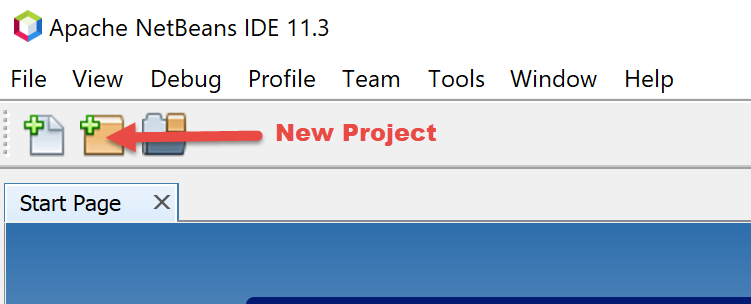 Apache NetBeans IDE 11.3
File View Debug Profile Team Tools Window Help
New Project
Start Page